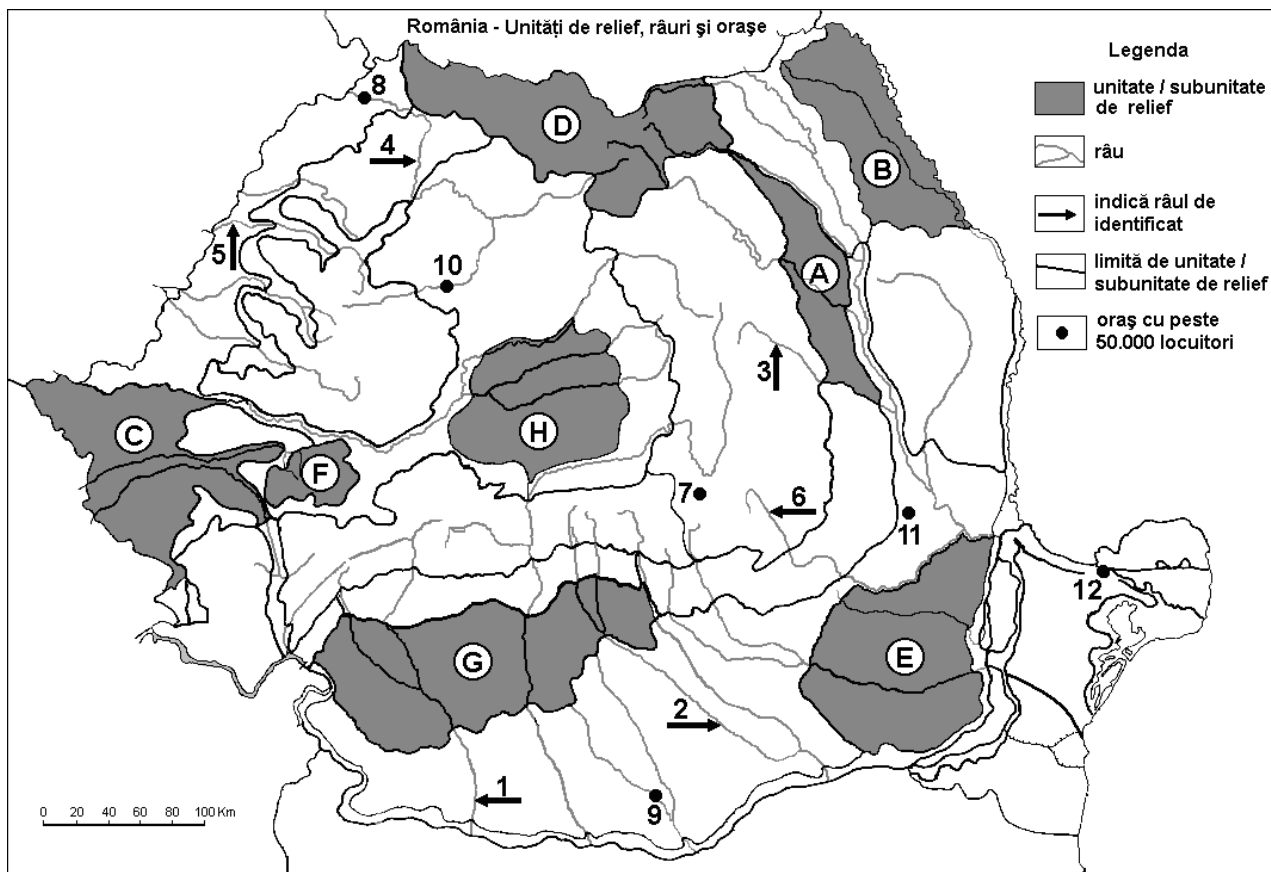 România - Unități de relief, râuri și orașe
Legenda
unitate / subunitate
de relief
râu
indică râul de
identificat
limită de unitate /
subunitate de relief
oraș cu peste
50.000 locuitori
8
D
4
B
5
10
A
3
C
H
F
7
6
11
12
G
E
2
1
9
0 20 40 60 80 100 Km